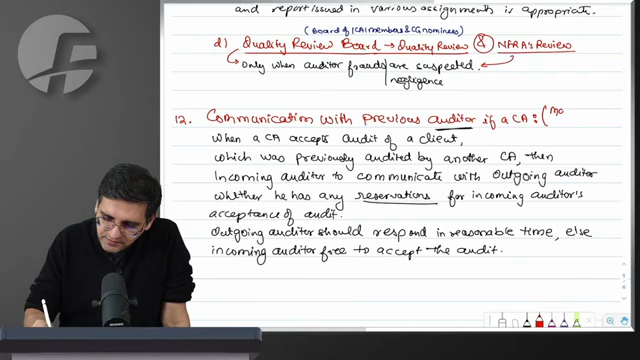 and report issued in various assignments is appropriate.
(Board of ICAI members & CG nominees)
d) Quality Review Board → Quality Review & NFRA's Review
Only when auditor frauds are suspected.
negligence
12. Communication with previous auditor if a CA: (
When a CA accepts audit of a client,
which was previously audited by another CA, then
Incoming auditor to communicate with Outgoing auditor
whether he has any reservations for incoming auditor's
acceptance of audit.
Outgoing auditor should respond in reasonable time, else
incoming auditor free to accept the audit.